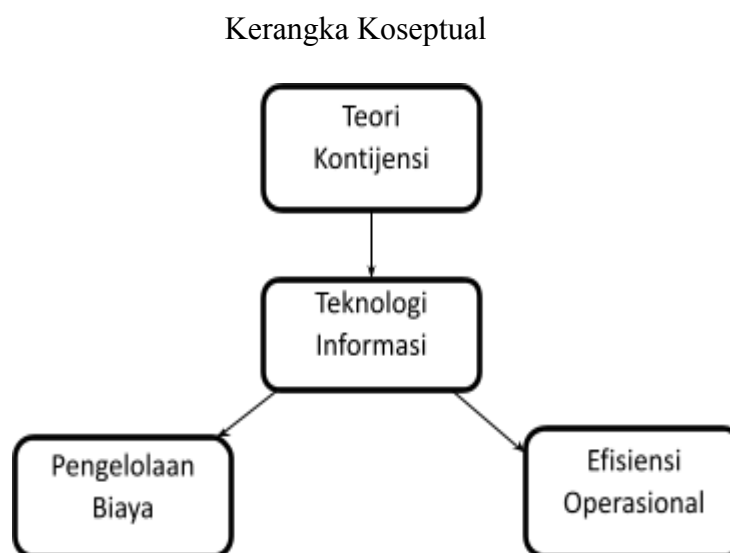 Kerangka Koseptual
Teori
Kontijensi
Teknologi
Informasi
Pengelolaan
Biaya
Efisiensi
Operasional